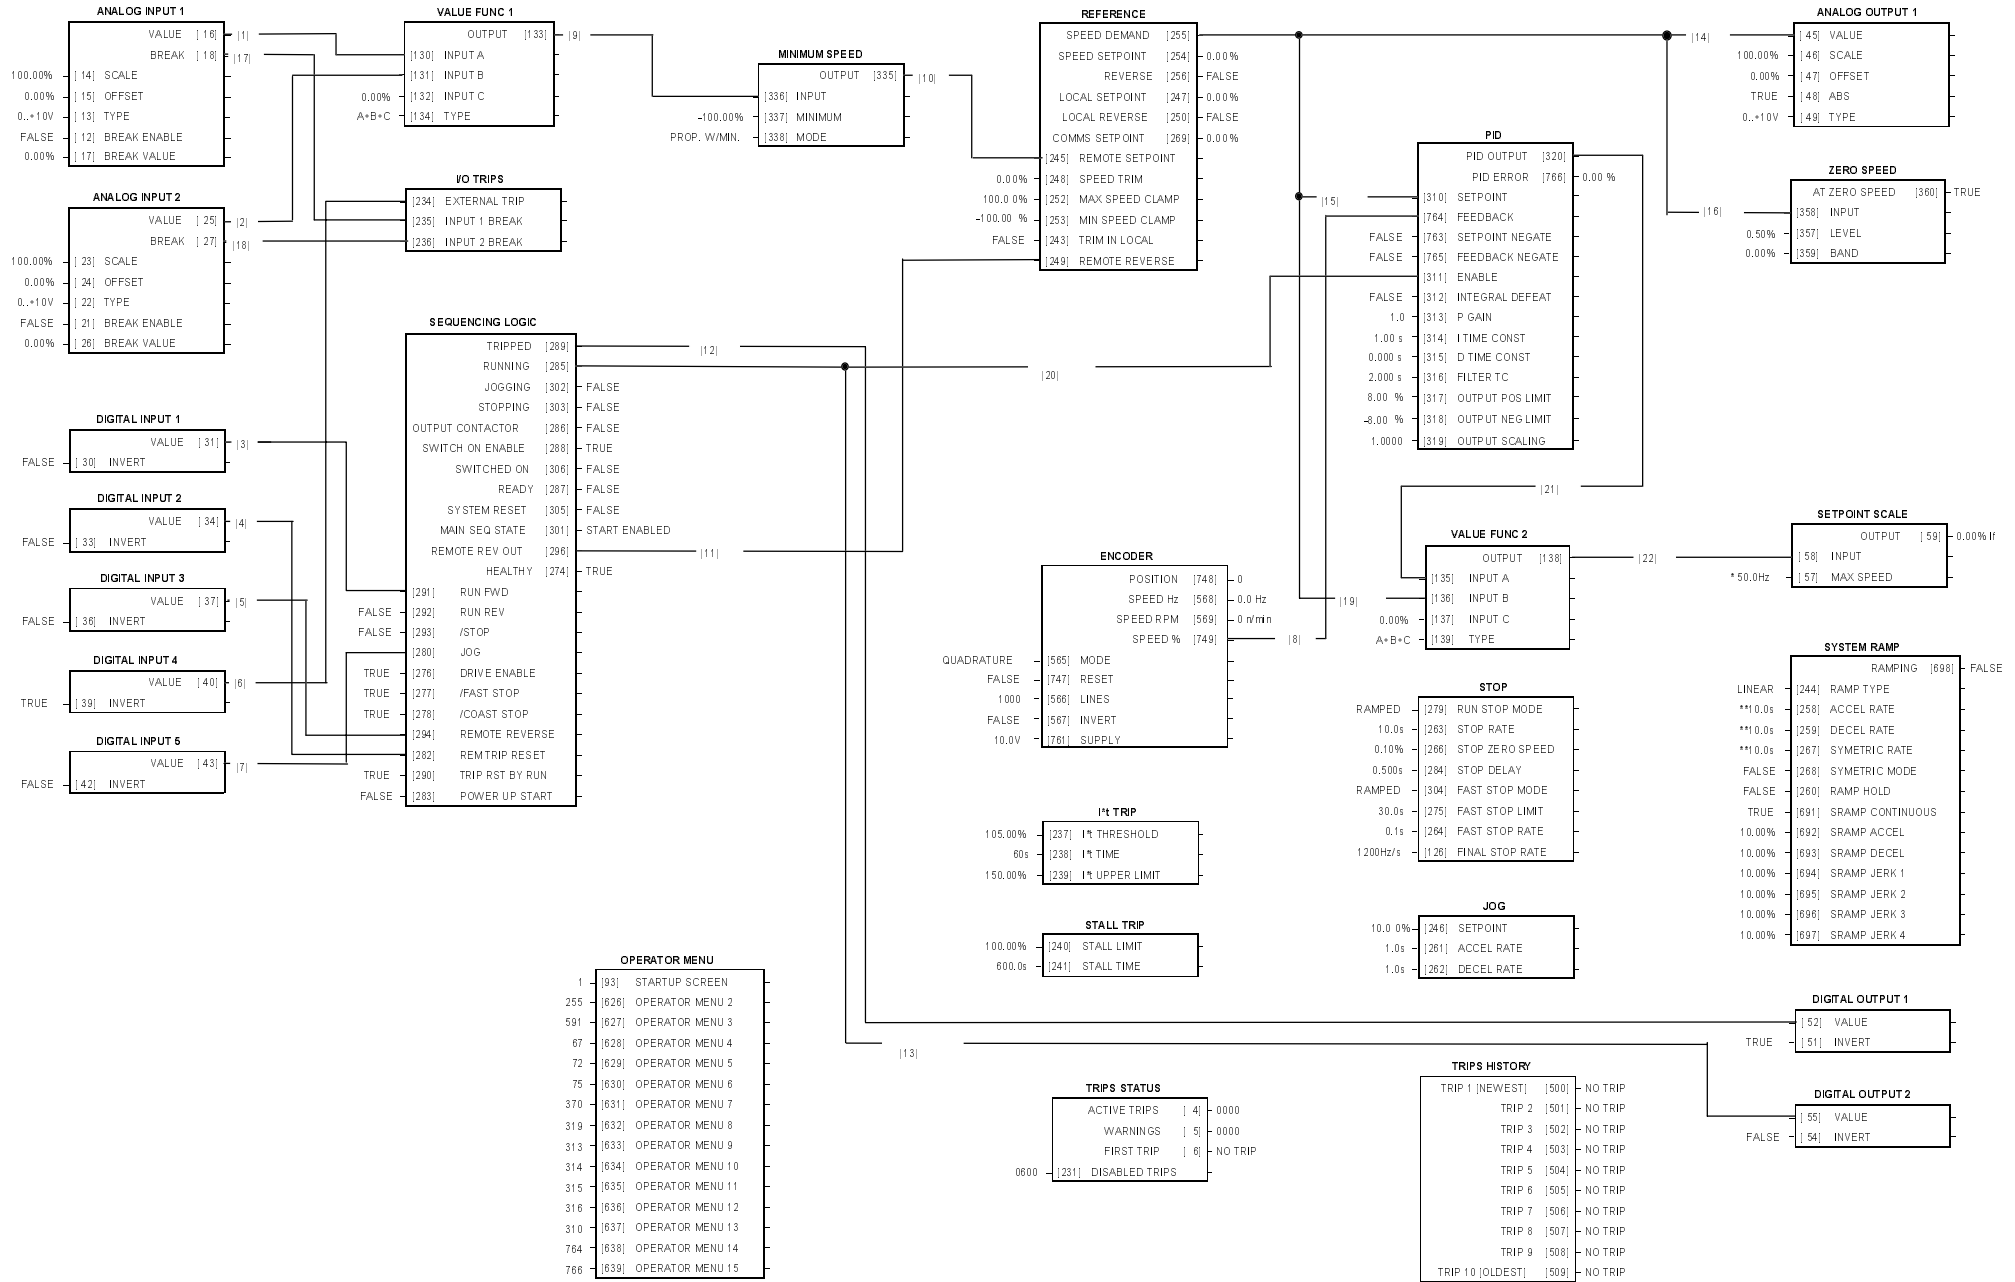 ANALOG INPUT 1
VALUE [ 16] |1|
BREAK [ 18] |17|
100.00% [ 14] SCALE
0.00% [ 15] OFFSET
0..+10V [ 13] TYPE
FALSE [ 12] BREAK ENABLE
0.00% [ 17] BREAK VALUE
ANALOG INPUT 2
VALUE [ 25] |2|
BREAK [ 27] |18|
100.00% [ 23] SCALE
0.00% [ 24] OFFSET
0..+10V [ 22] TYPE
FALSE [ 21] BREAK ENABLE
0.00% [ 26] BREAK VALUE
DIGITAL INPUT 1
VALUE [ 31] |3|
FALSE [ 30] INVERT
DIGITAL INPUT 2
VALUE [ 34] |4|
FALSE [ 33] INVERT
DIGITAL INPUT 3
VALUE [ 37] |5|
FALSE [ 36] INVERT
DIGITAL INPUT 4
VALUE [ 40] |6|
TRUE [ 39] INVERT
DIGITAL INPUT 5
VALUE [ 43] |7|
FALSE [ 42] INVERT
VALUE FUNC 1
OUTPUT [133] |9|
[130] INPUT A
[131] INPUT B
0.00% [132] INPUT C
A+B+C [134] TYPE
I/O TRIPS
[234] EXTERNAL TRIP
[235] INPUT 1 BREAK
[236] INPUT 2 BREAK
SEQUENCING LOGIC
TRIPPED [289] |12|
RUNNING [285] |20|
JOGGING [302] FALSE
STOPPING [303] FALSE
OUTPUT CONTACTOR [286] FALSE
SWITCH ON ENABLE [288] TRUE
SWITCHED ON [306] FALSE
READY [287] FALSE
SYSTEM RESET [305] FALSE
MAIN SEQ STATE [301] START ENABLED
REMOTE REV OUT [296] |11|
HEALTHY [274] TRUE
[291] RUN FWD
FALSE [292] RUN REV
FALSE [293] /STOP
[280] JOG
TRUE [276] DRIVE ENABLE
TRUE [277] /FAST STOP
TRUE [278] /COAST STOP
[294] REMOTE REVERSE
[282] REM TRIP RESET
TRUE [290] TRIP RST BY RUN
FALSE [283] POWER UP START
MINIMUM SPEED
OUTPUT [335] |10|
[336] INPUT
-100.00% [337] MINIMUM
PROP. W/MIN. [338] MODE
OPERATOR MENU
1 [93] STARTUP SCREEN
255 [626] OPERATOR MENU 2
591 [627] OPERATOR MENU 3
67 [628] OPERATOR MENU 4
72 [629] OPERATOR MENU 5
75 [630] OPERATOR MENU 6
370 [631] OPERATOR MENU 7
319 [632] OPERATOR MENU 8
313 [633] OPERATOR MENU 9
314 [634] OPERATOR MENU 10
315 [635] OPERATOR MENU 11
316 [636] OPERATOR MENU 12
310 [637] OPERATOR MENU 13
764 [638] OPERATOR MENU 14
766 [639] OPERATOR MENU 15
REFERENCE
SPEED DEMAND [255]
SPEED SETPOINT [254] 0.00%
REVERSE [256] FALSE
LOCAL SETPOINT [247] 0.00%
LOCAL REVERSE [250] FALSE
COMMS SETPOINT [269] 0.00%
[245] REMOTE SETPOINT
0.00% [248] SPEED TRIM
100.0 0% [252] MAX SPEED CLAMP
-100.00 % [253] MIN SPEED CLAMP
FALSE [243] TRIM IN LOCAL
[249] REMOTE REVERSE
ENCODER
POSITION [748] 0
SPEED Hz [568] 0.0 Hz
SPEED RPM [569] 0 n/min
SPEED % [749] |8|
QUADRATURE [565] MODE
FALSE [747] RESET
1000 [566] LINES
FALSE [567] INVERT
10.0V [761] SUPPLY
I*t TRIP
105.00% [237] I*t THRESHOLD
60s [238] I*t TIME
150.00% [239] I*t UPPER LIMIT
STALL TRIP
100.00% [240] STALL LIMIT
600.0s [241] STALL TIME
|13|
TRIPS STATUS
ACTIVE TRIPS [ 4] 0000
WARNINGS [ 5] 0000
FIRST TRIP [ 6] NO TRIP
0600 [231] DISABLED TRIPS
PID
PID OUTPUT [320]
PID ERROR [766] 0.00 %
|15| [310] SETPOINT
[764] FEEDBACK
FALSE [763] SETPOINT NEGATE
FALSE [765] FEEDBACK NEGATE
[311] ENABLE
FALSE [312] INTEGRAL DEFEAT
1.0 [313] P GAIN
1.00 s [314] I TIME CONST
0.000 s [315] D TIME CONST
2.000 s [316] FILTER TC
8.00 % [317] OUTPUT POS LIMIT
-8.00 % [318] OUTPUT NEG LIMIT
1.0000 [319] OUTPUT SCALING
|21|
VALUE FUNC 2
OUTPUT [138] |22|
[135] INPUT A
|19| [136] INPUT B
0.00% [137] INPUT C
A+B+C [139] TYPE
STOP
RAMPED [279] RUN STOP MODE
10.0s [263] STOP RATE
0.10% [266] STOP ZERO SPEED
0.500s [284] STOP DELAY
RAMPED [304] FAST STOP MODE
30.0s [275] FAST STOP LIMIT
0.1s [264] FAST STOP RATE
1200Hz/s [126] FINAL STOP RATE
JOG
10.0 0% [246] SETPOINT
1.0s [261] ACCEL RATE
1.0s [262] DECEL RATE
TRIPS HISTORY
TRIP 1 [NEWEST] [500] NO TRIP
TRIP 2 [501] NO TRIP
TRIP 3 [502] NO TRIP
TRIP 4 [503] NO TRIP
TRIP 5 [504] NO TRIP
TRIP 6 [505] NO TRIP
TRIP 7 [506] NO TRIP
TRIP 8 [507] NO TRIP
TRIP 9 [508] NO TRIP
TRIP 10 [OLDEST] [509] NO TRIP
ANALOG OUTPUT 1
|14| [ 45] VALUE
100.00% [ 46] SCALE
0.00% [ 47] OFFSET
TRUE [ 48] ABS
0..+10V [ 49] TYPE
ZERO SPEED
AT ZERO SPEED [360] TRUE
|16| [358] INPUT
0.50% [357] LEVEL
0.00% [359] BAND
SETPOINT SCALE
OUTPUT [ 59] 0.00% If
[ 58] INPUT
* 50.0Hz [ 57] MAX SPEED
SYSTEM RAMP
RAMPING [698] FALSE
LINEAR [244] RAMP TYPE
**10.0s [258] ACCEL RATE
**10.0s [259] DECEL RATE
**10.0s [267] SYMETRIC RATE
FALSE [268] SYMETRIC MODE
FALSE [260] RAMP HOLD
TRUE [691] SRAMP CONTINUOUS
10.00% [692] SRAMP ACCEL
10.00% [693] SRAMP DECEL
10.00% [694] SRAMP JERK 1
10.00% [695] SRAMP JERK 2
10.00% [696] SRAMP JERK 3
10.00% [697] SRAMP JERK 4
DIGITAL OUTPUT 1
[ 52] VALUE
TRUE [ 51] INVERT
DIGITAL OUTPUT 2
[ 55] VALUE
FALSE [ 54] INVERT